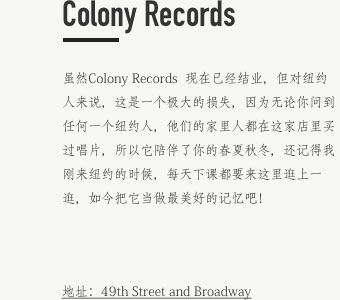 Colony Records
虽然Colony Records 现在已经结业，但对纽约
人来说，这是一个极大的损失，因为无论你问到
任何一个纽约人，他们的家里人都在这家店里买
过唱片，所以它陪伴了你的春夏秋冬，还记得我
刚来纽约的时候，每天下课都要来这里逛上一
逛，如今把它当做最美好的记忆吧！
地址：49th Street and Broadway